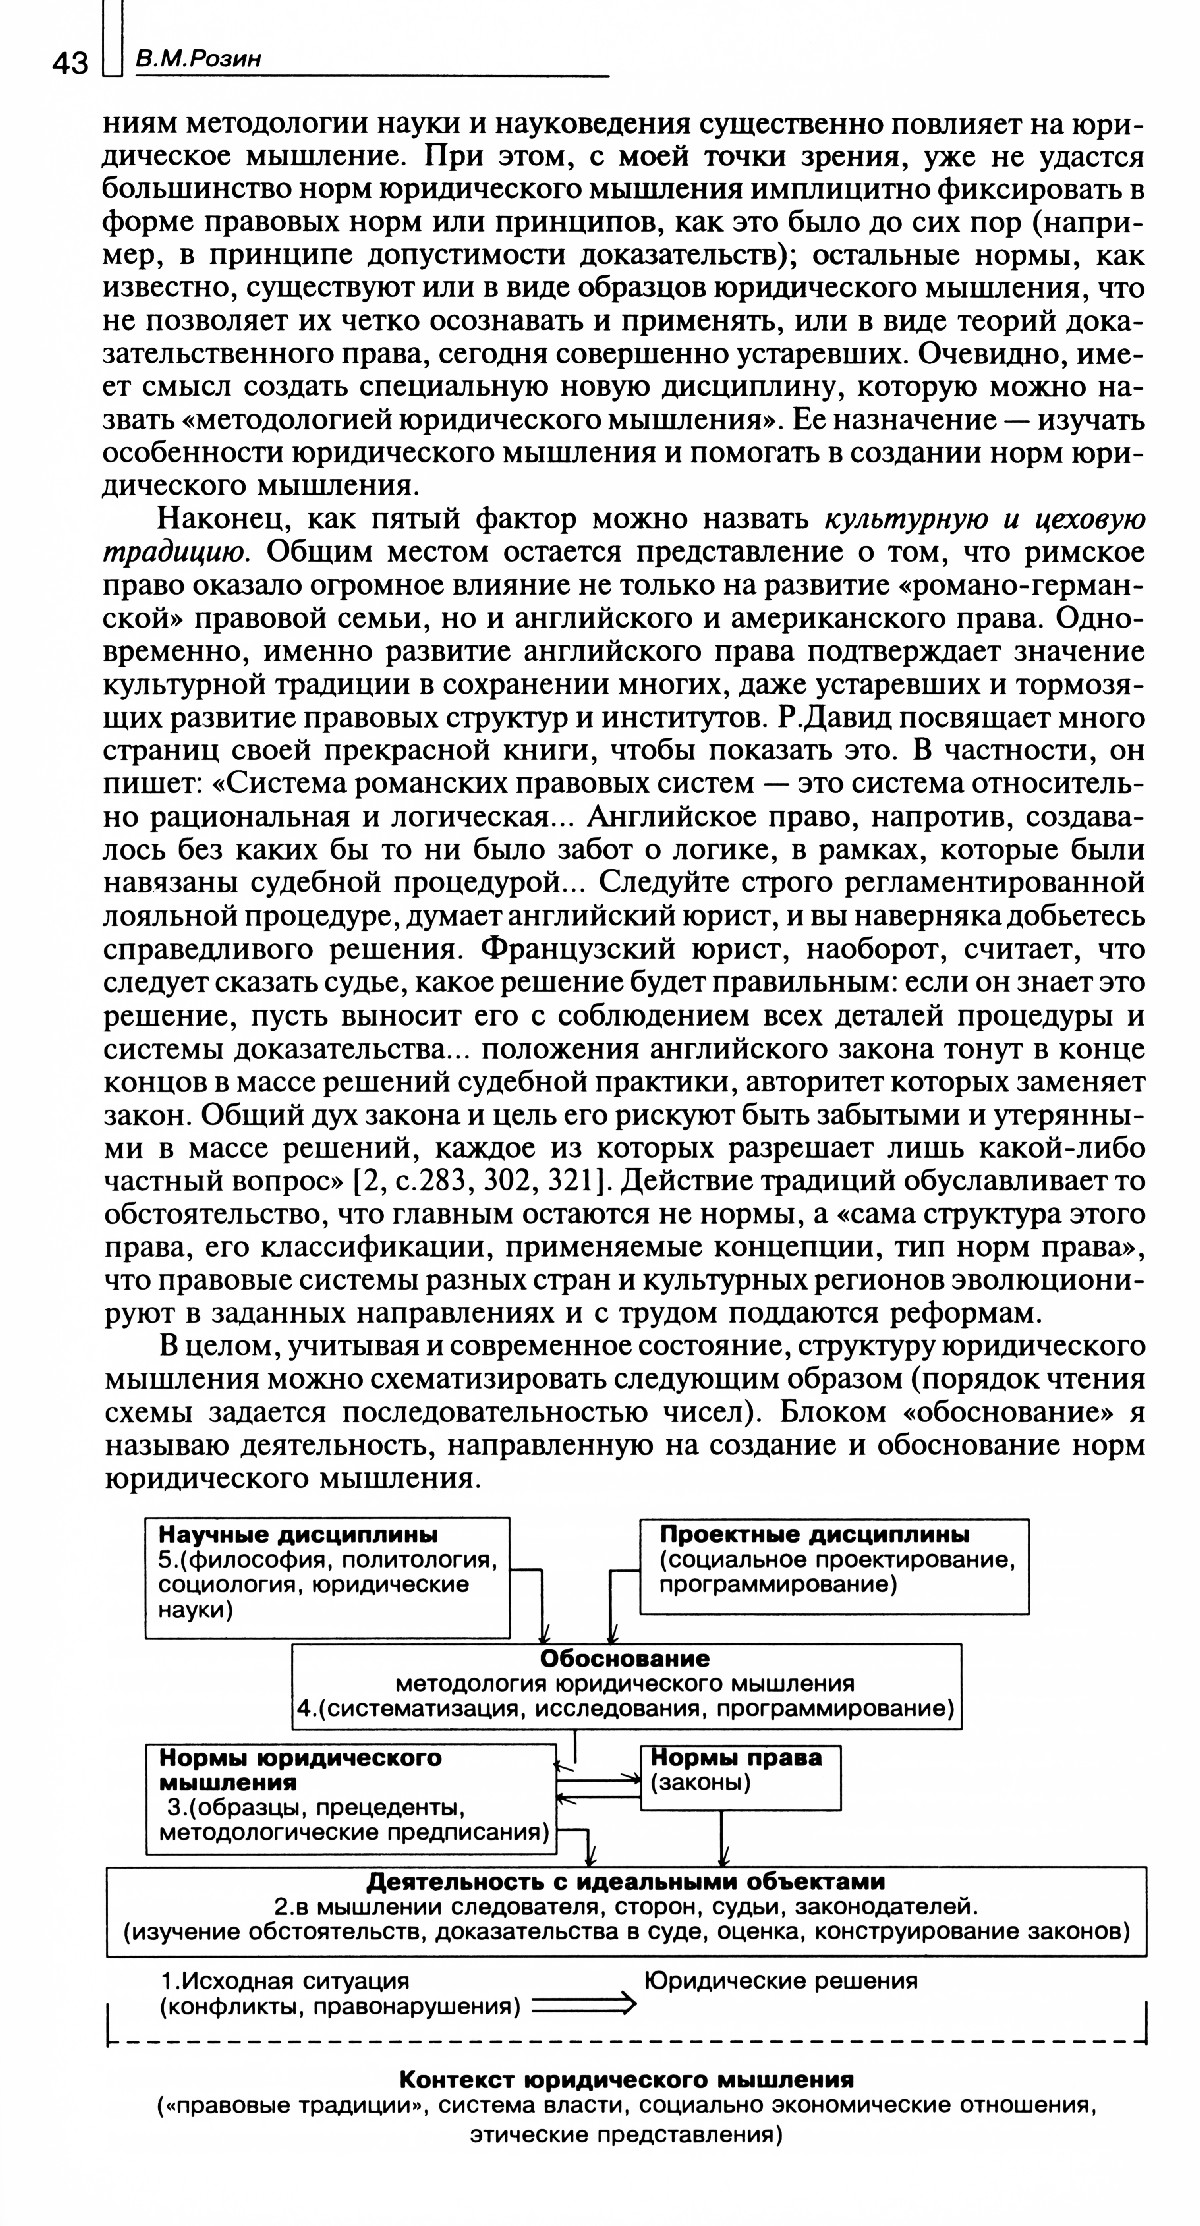 43
В.М.Розин
ниям методологии науки и науковедения существенно повлияет на юри-
дическое мышление. При этом, с моей точки зрения, уже не удастся
большинство норм юридического мышления имплицитно фиксировать в
форме правовых норм или принципов, как это было до сих пор (напри-
мер, в принципе допустимости доказательств); остальные нормы, как
известно, существуют или в виде образцов юридического мышления, что
не позволяет их четко осознавать и применять, или в виде теорий дока-
зательственного права, сегодня совершенно устаревших. Очевидно, име-
ет смысл создать специальную новую дисциплину, которую можно на-
звать «методологией юридического мышления». Ее назначение — изучать
особенности юридического мышления и помогать в создании норм юри-
дического мышления.
Наконец, как пятый фактор можно назвать культурную и цеховую
традицию. Общим местом остается представление о том, что римское
право оказало огромное влияние не только на развитие «романо-герман-
ской» правовой семьи, но и английского и американского права. Одно-
временно, именно развитие английского права подтверждает значение
культурной традиции в сохранении многих, даже устаревших и тормозя-
щих развитие правовых структур и институтов. Р.Давид посвящает много
страниц своей прекрасной книги, чтобы показать это. В частности, он
пишет: «Система романских правовых систем — это система относитель-
но рациональная и логическая... Английское право, напротив, создава-
лось без каких бы то ни было забот о логике, в рамках, которые были
навязаны судебной процедурой... Следуйте строго регламентированной
лояльной процедуре, думает английский юрист, и вы наверняка добьетесь
справедливого решения. Французский юрист, наоборот, считает, что
следует сказать судье, какое решение будет правильным: если он знает это
решение, пусть выносит его с соблюдением всех деталей процедуры и
системы доказательства... положения английского закона тонут в конце
концов в массе решений судебной практики, авторитет которых заменяет
закон. Общий дух закона и цель его рискуют быть забытыми и утерянны-
ми в массе решений, каждое из которых разрешает лишь какой-либо
частный вопрос» [2, с.283, 302, 321]. Действие традиций обуславливает то
обстоятельство, что главным остаются не нормы, а «сама структура этого
права, его классификации, применяемые концепции, тип норм права»,
что правовые системы разных стран и культурных регионов эволюциони-
руют в заданных направлениях и с трудом поддаются реформам.
В целом, учитывая и современное состояние, структуру юридического
мышления можно схематизировать следующим образом (порядок чтения
схемы задается последовательностью чисел). Блоком «обоснование» я
называю деятельность, направленную на создание и обоснование норм
юридического мышления.
Научные дисциплины
5.(философия, политология,
социология, юридические
науки)
Проектные дисциплины
(социальное проектирование,
программирование)
Обоснование
методология юридического мышления
4.(систематизация, исследования, программирование)
Нормы юридического
мышления
3.(образцы, прецеденты,
методологические предписания)
Нормы права
(законы)
Деятельность с идеальными объектами
2.в мышлении следователя, сторон, судьи, законодателей.
(изучение обстоятельств, доказательства в суде, оценка, конструирование законов)
1.Исходная ситуация
(конфликты, правонарушения)
Юридические решения
Контекст юридического мышления
(«правовые традиции», система власти, социально экономические отношения,
этические представления)